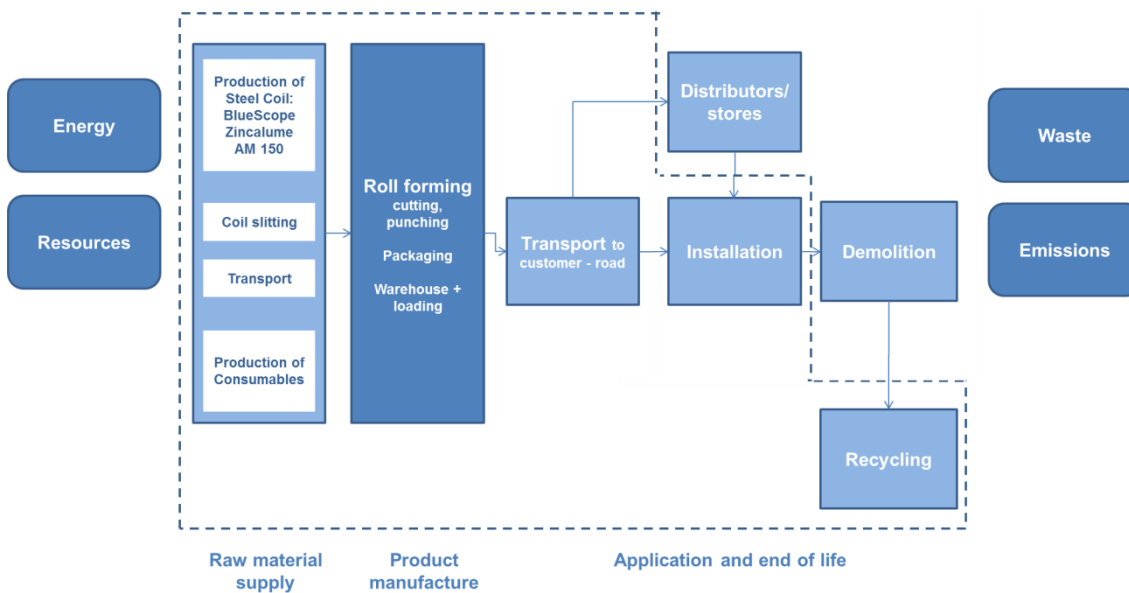 Energy
Resources
Production of
Steel Coil:
BlueScope
Zincalume
AM 150
Coil slitting
Transport
Production of
Consumables
Roll forming
cutting,
punching
Packaging
Warehouse +
loading
Transport to
customer - road
Distributors/
stores
Installation
Demolition
Recycling
Waste
Emissions
Raw material
supply
Product
manufacture
Application and end of life